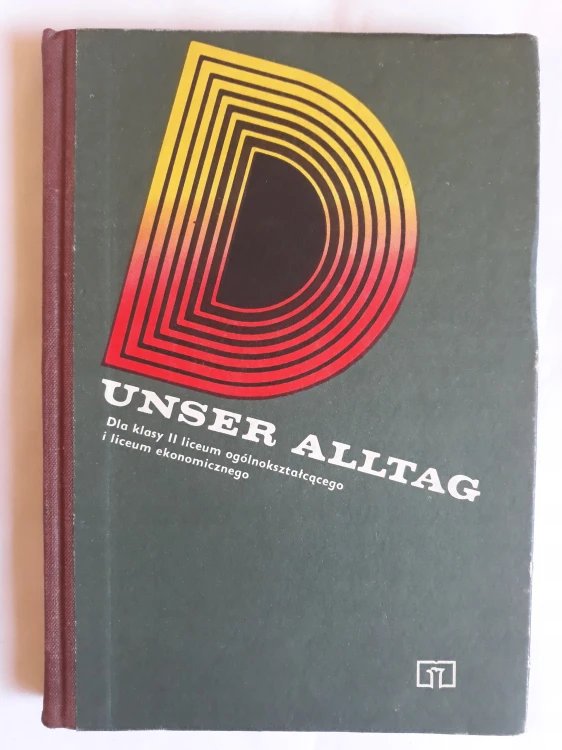 D
UNSER ALLTAG
Dla klasy II liceum ogólnokształcącego
i liceum ekonomicznego